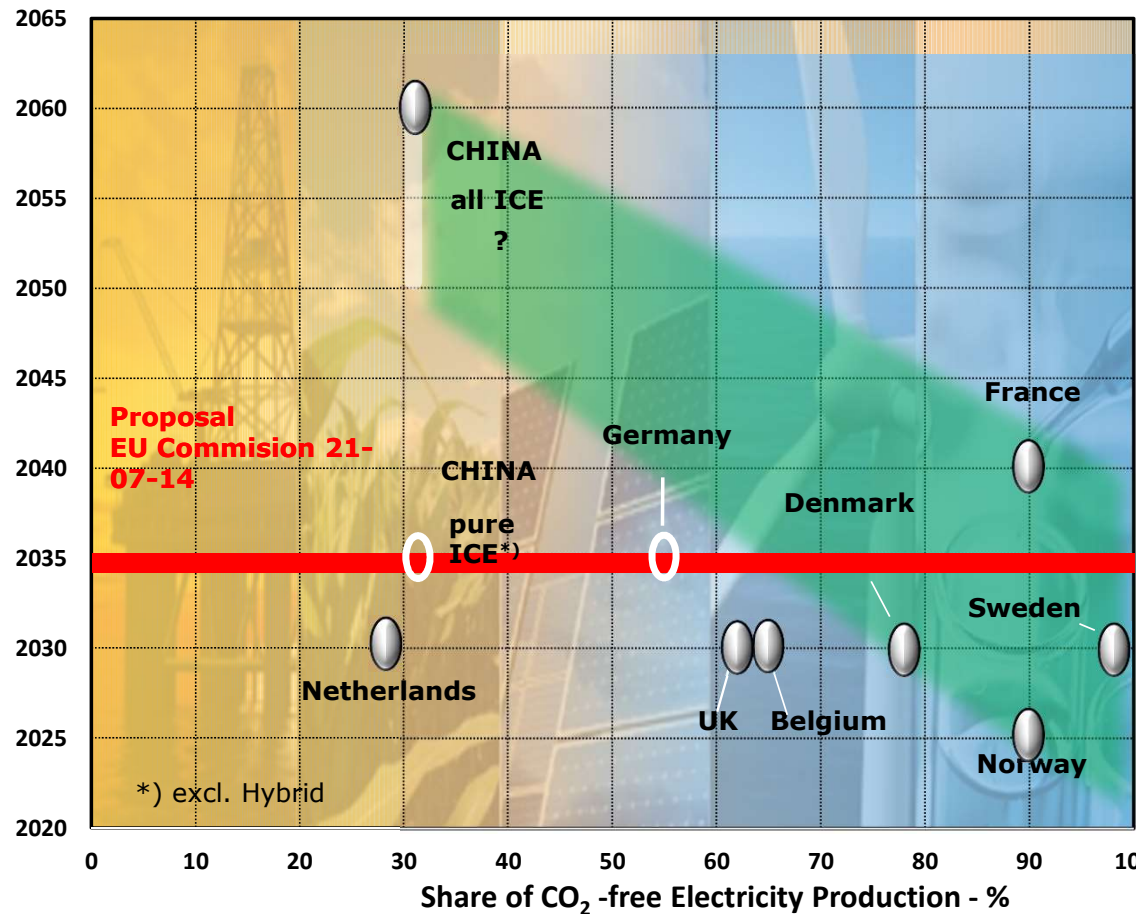 2065
2060
2055
2050
2045
2040
2035
2030
2025
2020
CHINA
all ICE
?
France
Proposal
EU Commision 21-
07-14
Germany
CHINA
pure
ICE*)
Denmark
Sweden
Netherlands
UK
Belgium
Norway
*) excl. Hybrid
0 10 20 30 40 50 60 70 80 90 10
Share of CO₂ -free Electricity Production - %